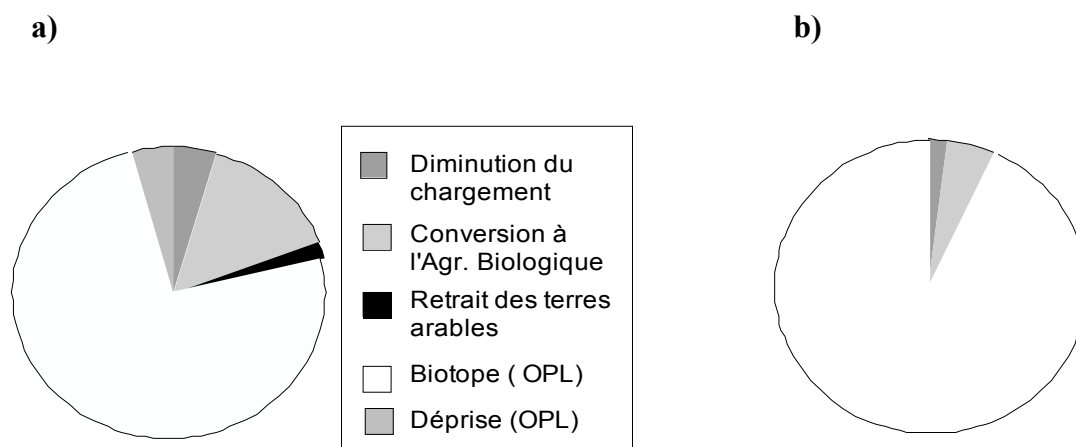 a)
b)
Diminution du
chargement
Conversion à
l'Agr. Biologique
Retrait des terres
arables
Biotope ( OPL)
Déprise (OPL)